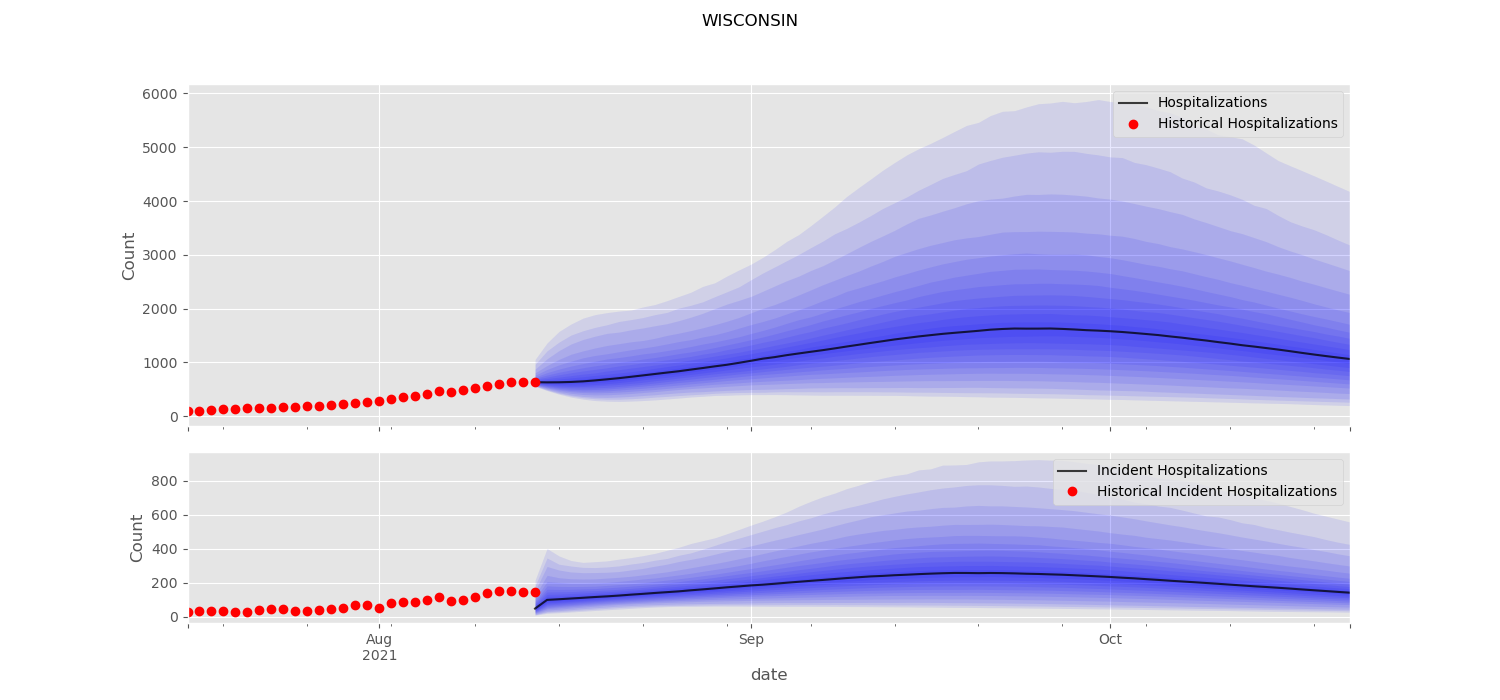 WISCONSIN
6000
5000
4000
3000
2000
1000
0
Count
Hospitalizations
Historical Hospitalizations
800
600
400
200
0
Count
Incident Hospitalizations
Historical Incident Hospitalizations
Aug
2021
Sep
Oct
date